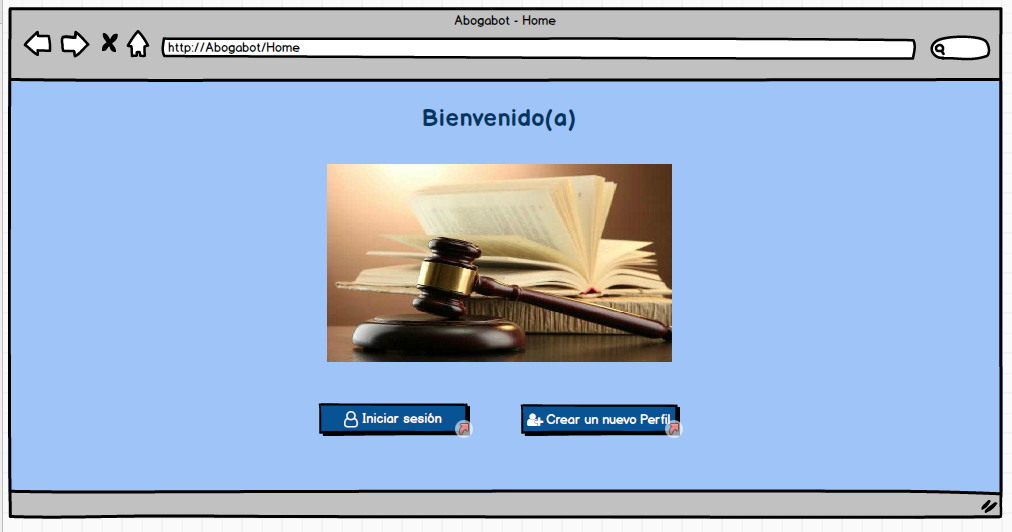 Abogabot - Home
http://Abogabot/Home
Bienvenido(a)
Iniciar sesión
Crear un nuevo Perfil